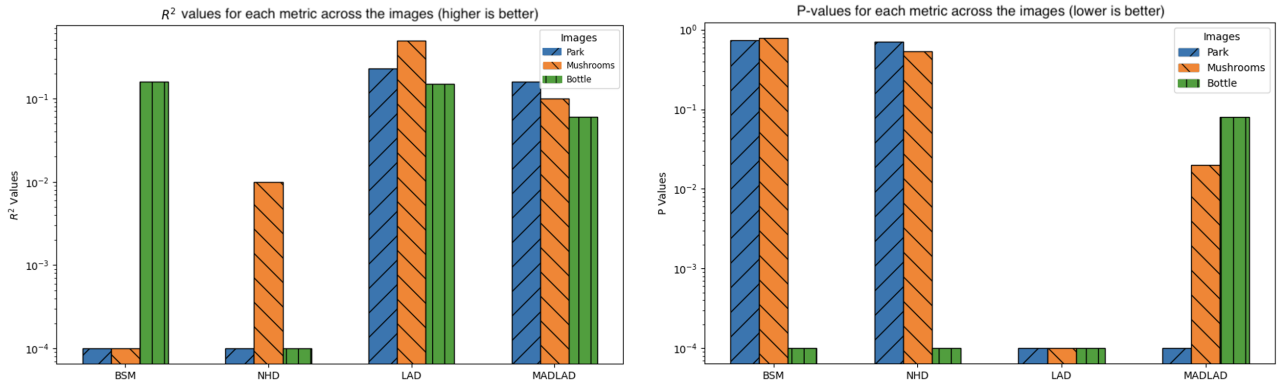 R² values for each metric across the images (higher is better)
Images
Park
Mushrooms
Bottle
10⁻¹
10⁻²
10⁻³
10⁻⁴
R² Values
BSM NHD LAD MADLAD
P-values for each metric across the images (lower is better)
Images
Park
Mushrooms
Bottle
10⁰
10⁻¹
10⁻²
10⁻³
10⁻⁴
P Values
BSM NHD LAD MADLAD